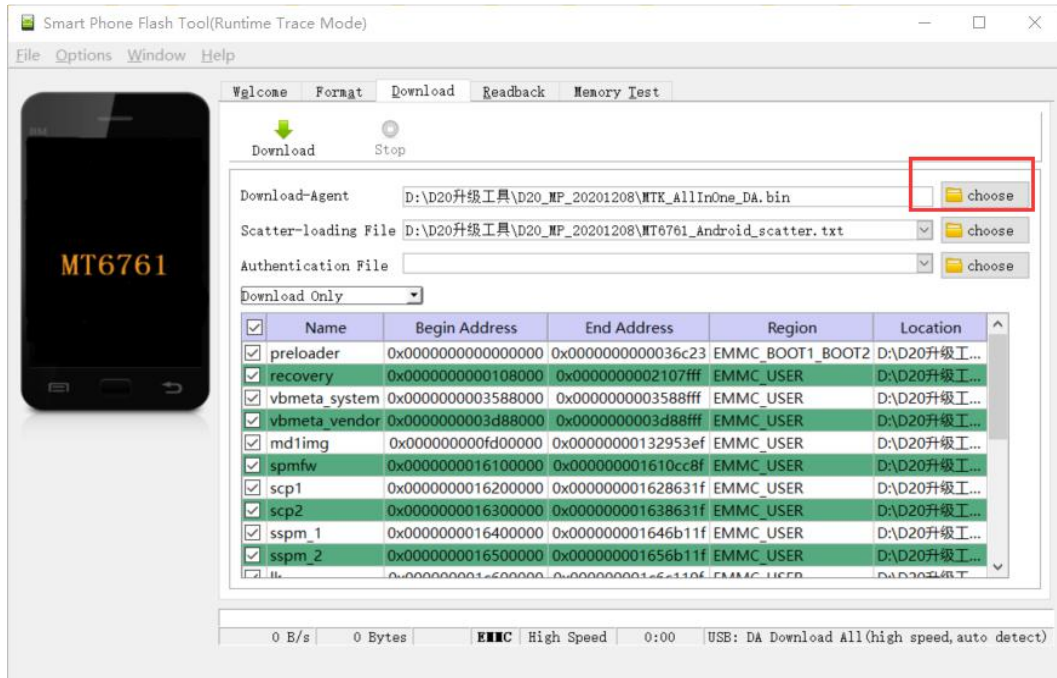 Smart Phone Flash Tool(Runtime Trace Mode)
File Options Window Help
Welcome Format Download Readback Memory Test
Download Stop
Download-Agent D:\D20升级工具\D20_MP_20201208\MTK_AllInOne_DA.bin choose
Scatter-loading File D:\D20升级工具\D20_MP_20201208\MT6761_Android_scatter.txt choose
Authentication File choose
MT6761
Download Only
Name Begin Address End Address Region Location
preloader 0x0000000000000000 0x0000000000036c23 EMMC_BOOT1_BOOT2 D:\D20升级工...
recovery 0x0000000000108000 0x0000000002107fff EMMC_USER D:\D20升级工...
vbmeta_system 0x0000000003588000 0x0000000003588fff EMMC_USER D:\D20升级工...
vbmeta_vendor 0x0000000003d88000 0x0000000003d88fff EMMC_USER D:\D20升级工...
md1img 0x000000000fd00000 0x00000000132953ef EMMC_USER D:\D20升级工...
spmfw 0x0000000016100000 0x000000001610cc8f EMMC_USER D:\D20升级工...
scp1 0x0000000016200000 0x000000001628631f EMMC_USER D:\D20升级工...
scp2 0x0000000016300000 0x000000001638631f EMMC_USER D:\D20升级工...
sspm_1 0x0000000016400000 0x000000001646b11f EMMC_USER D:\D20升级工...
sspm_2 0x0000000016500000 0x000000001656b11f EMMC_USER D:\D20升级工...
0 B/s 0 Bytes EMMC High Speed 0:00 USB: DA Download All(high speed,auto detect)